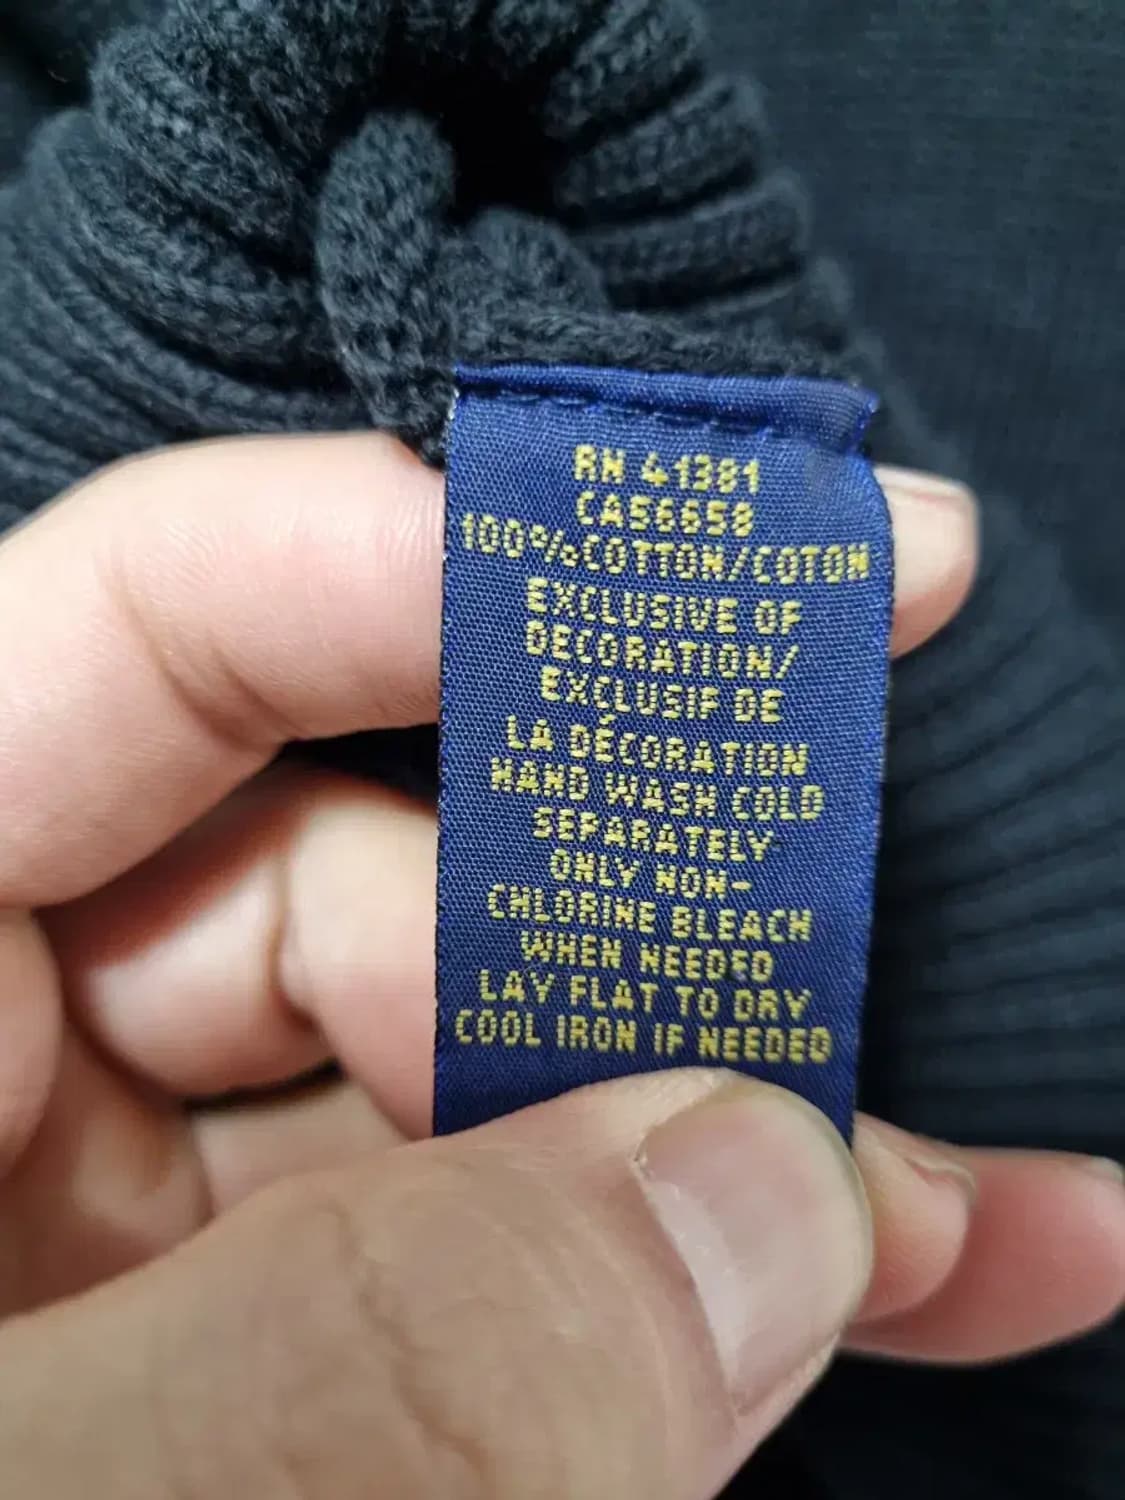 RN 41381
CA56658
100%COTTON/COTON
EXCLUSIVE OF
DECORATION/
EXCLUSIF DE
LA DÉCORATION
HAND WASH COLD
SEPARATELY
ONLY NON-
CHLORINE BLEACH
WHEN NEEDED
LAY FLAT TO DRY
COOL IRON IF NEEDED